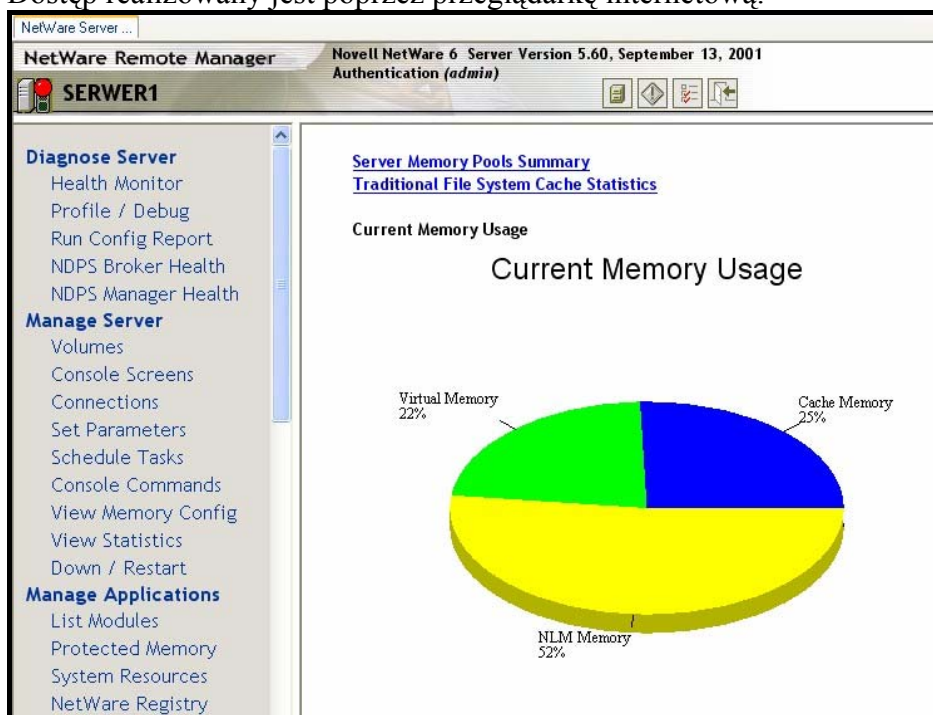 Dostęp realizowany jest poprzez przeglądarkę internetową.
NetWare Server ...
NetWare Remote Manager
Novell NetWare 6 Server Version 5.60, September 13, 2001
Authentication (admin)
SERWER1
Diagnose Server
Health Monitor
Profile / Debug
Run Config Report
NDPS Broker Health
NDPS Manager Health
Manage Server
Volumes
Console Screens
Connections
Set Parameters
Schedule Tasks
Console Commands
View Memory Config
View Statistics
Down / Restart
Manage Applications
List Modules
Protected Memory
System Resources
NetWare Registry
Server Memory Pools Summary
Traditional File System Cache Statistics
Current Memory Usage
Current Memory Usage
Virtual Memory
22%
Cache Memory
25%
NLM Memory
52%